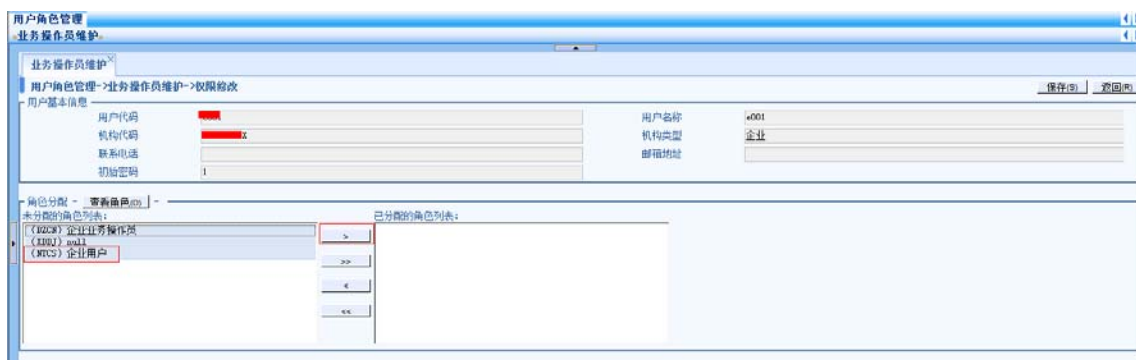 用户角色管理
业务操作员维护
业务操作员维护
用户角色管理->业务操作员维护->权限修改
保存(S) 返回(R)
用户基本信息
用户代码 用户名称 e001
机构代码 X 机构类型 企业
联系电话 邮箱地址
初始密码 1
角色分配 - 查看角色(O) -
未分配的角色列表: 已分配的角色列表:
(DZCN) 企业业务操作员
null
(NTCS) 企业用户
>
>>
<
<<